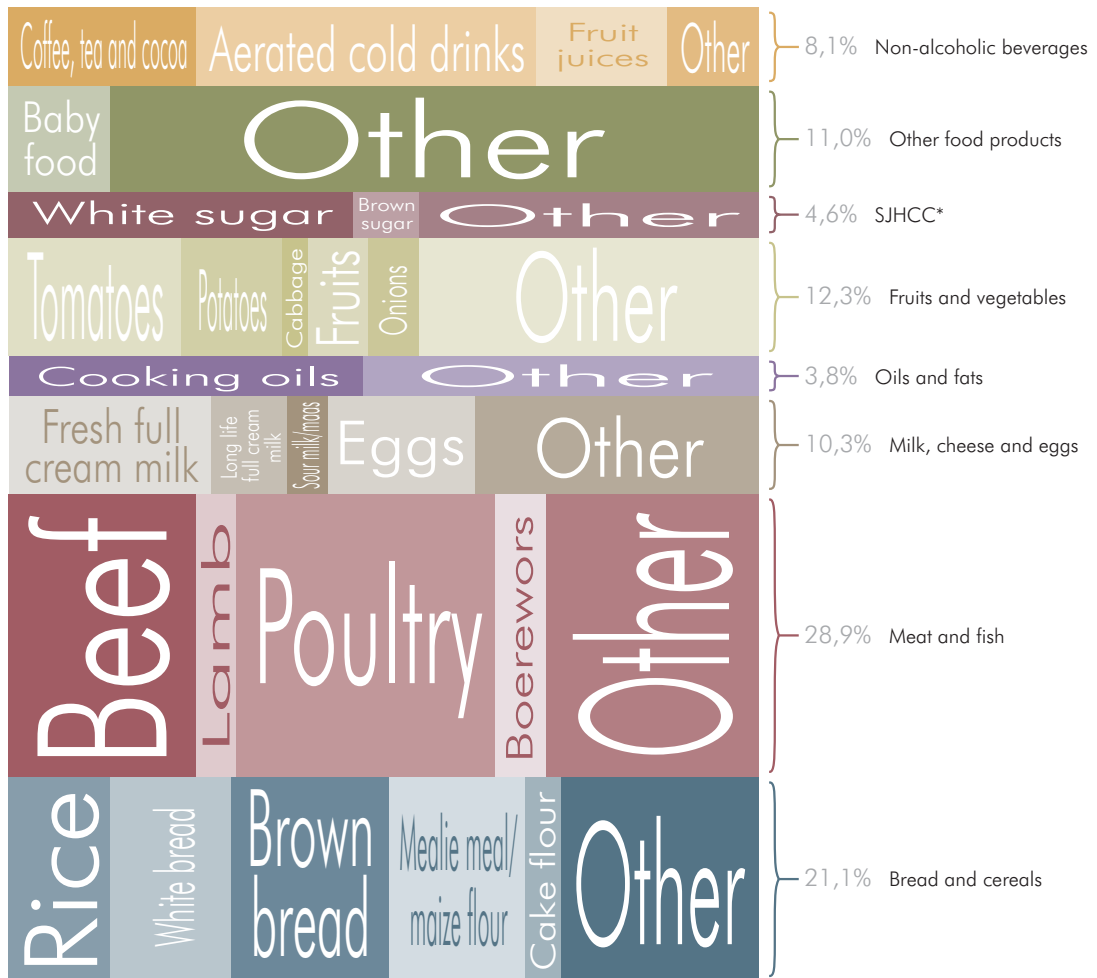 Coffee, tea and cocoa
Aerated cold drinks
Fruit
juices
Other
8,1% Non-alcoholic beverages
Baby
food
Other
11,0% Other food products
White sugar
Brown
sugar
Other
4,6% SJHCC*
Tomatoes
Potatoes
Cabbage
Fruits
Onions
Other
12,3% Fruits and vegetables
Cooking oils
Other
3,8% Oils and fats
Fresh full
cream milk
Long life
full cream
milk
Sour milk/maas
Eggs
Other
10,3% Milk, cheese and eggs
Beef
Lamb
Poultry
Boerewors
Other
28,9% Meat and fish
Rice
White bread
Brown
bread
Mealie meal/
maize flour
Cake flour
Other
21,1% Bread and cereals